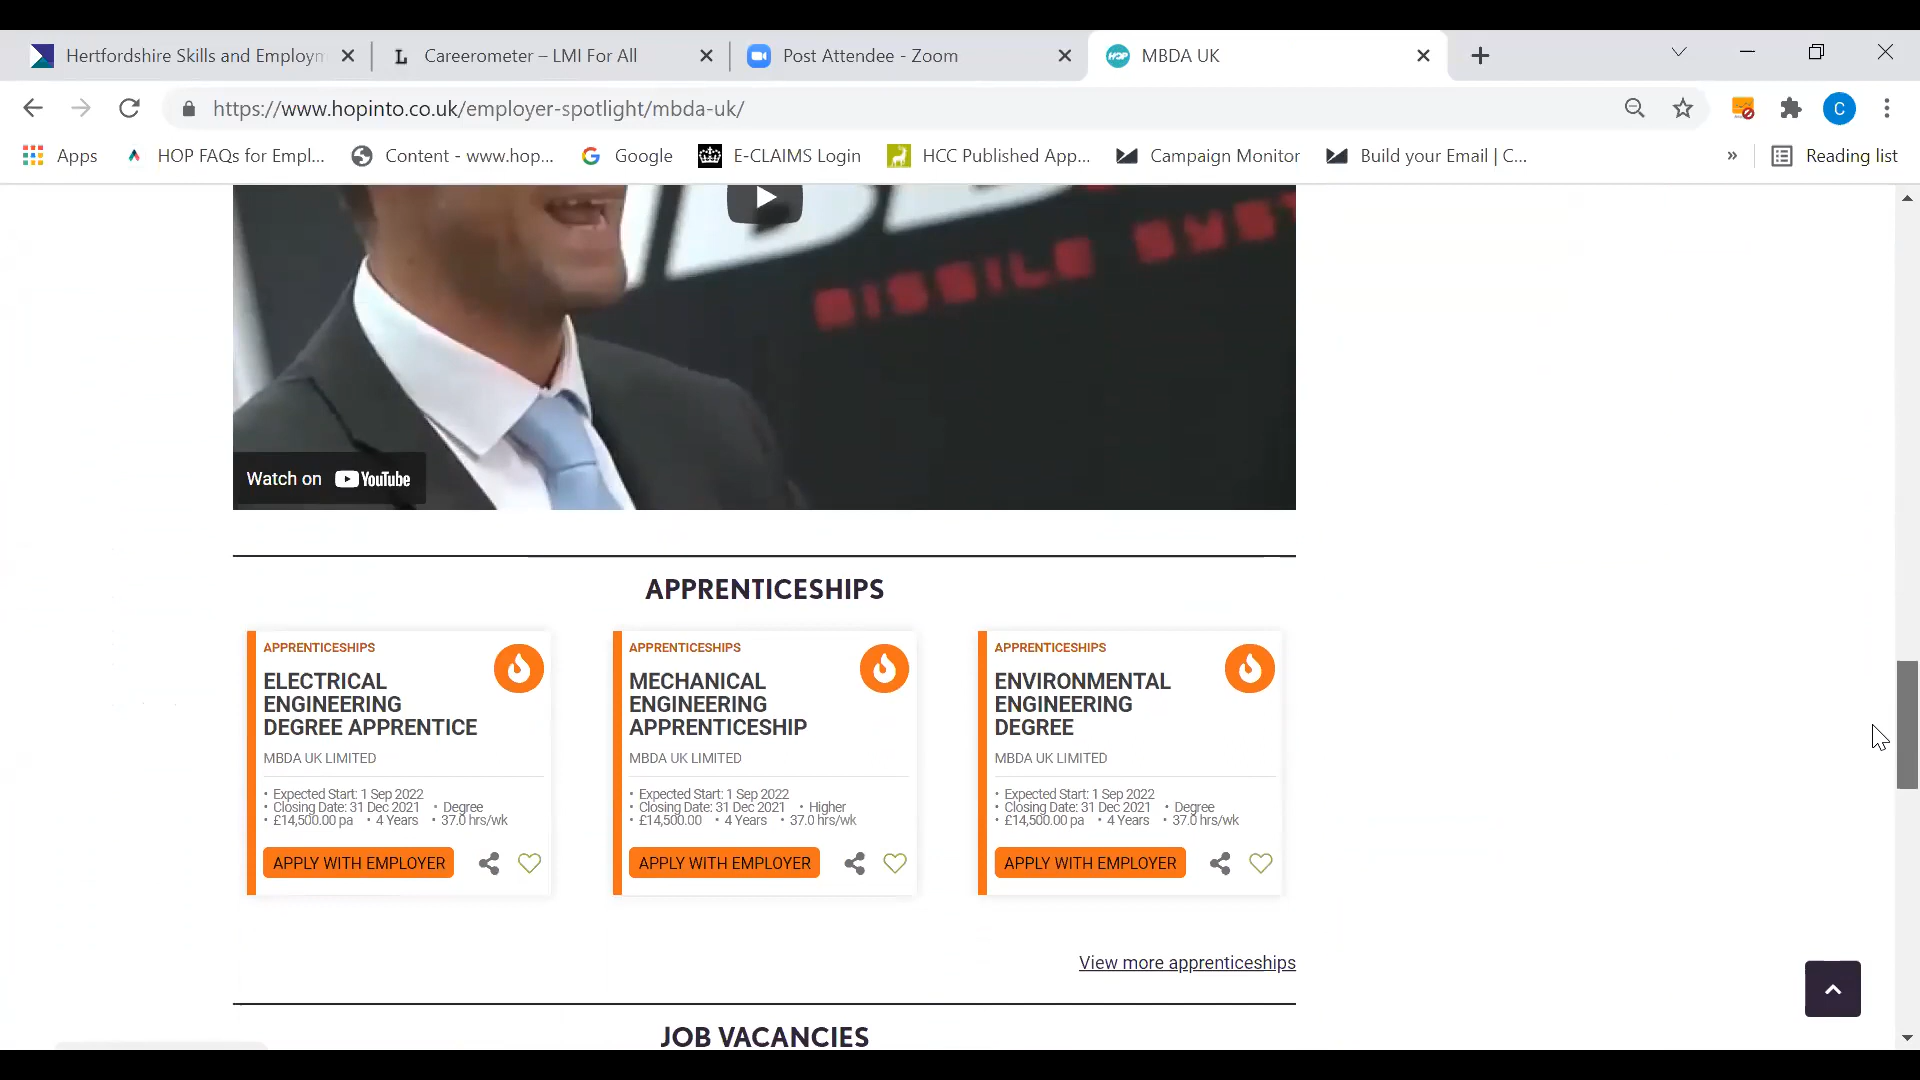 Hertfordshire Skills and Employm
Careerometer – LMI For All
Post Attendee - Zoom
HOP
MBDA UK
https://www.hopinto.co.uk/employer-spotlight/mbda-uk/
C
Apps
HOP FAQs for Empl...
Content - www.hop...
Google
E-CLAIMS Login
HCC Published App...
Campaign Monitor
Build your Email | C...
»
Reading list
MISSILE SYST
Watch on YouTube
APPRENTICESHIPS
APPRENTICESHIPS
ELECTRICAL
ENGINEERING
DEGREE APPRENTICE
MBDA UK LIMITED
• Expected Start: 1 Sep 2022
• Closing Date: 31 Dec 2021 • Degree
• £14,500.00 pa • 4 Years • 37.0 hrs/wk
APPLY WITH EMPLOYER
APPRENTICESHIPS
MECHANICAL
ENGINEERING
APPRENTICESHIP
MBDA UK LIMITED
• Expected Start: 1 Sep 2022
• Closing Date: 31 Dec 2021 • Higher
• £14,500.00 • 4 Years • 37.0 hrs/wk
APPLY WITH EMPLOYER
APPRENTICESHIPS
ENVIRONMENTAL
ENGINEERING
DEGREE
MBDA UK LIMITED
• Expected Start: 1 Sep 2022
• Closing Date: 31 Dec 2021 • Degree
• £14,500.00 pa • 4 Years • 37.0 hrs/wk
APPLY WITH EMPLOYER
View more apprenticeships
JOB VACANCIES